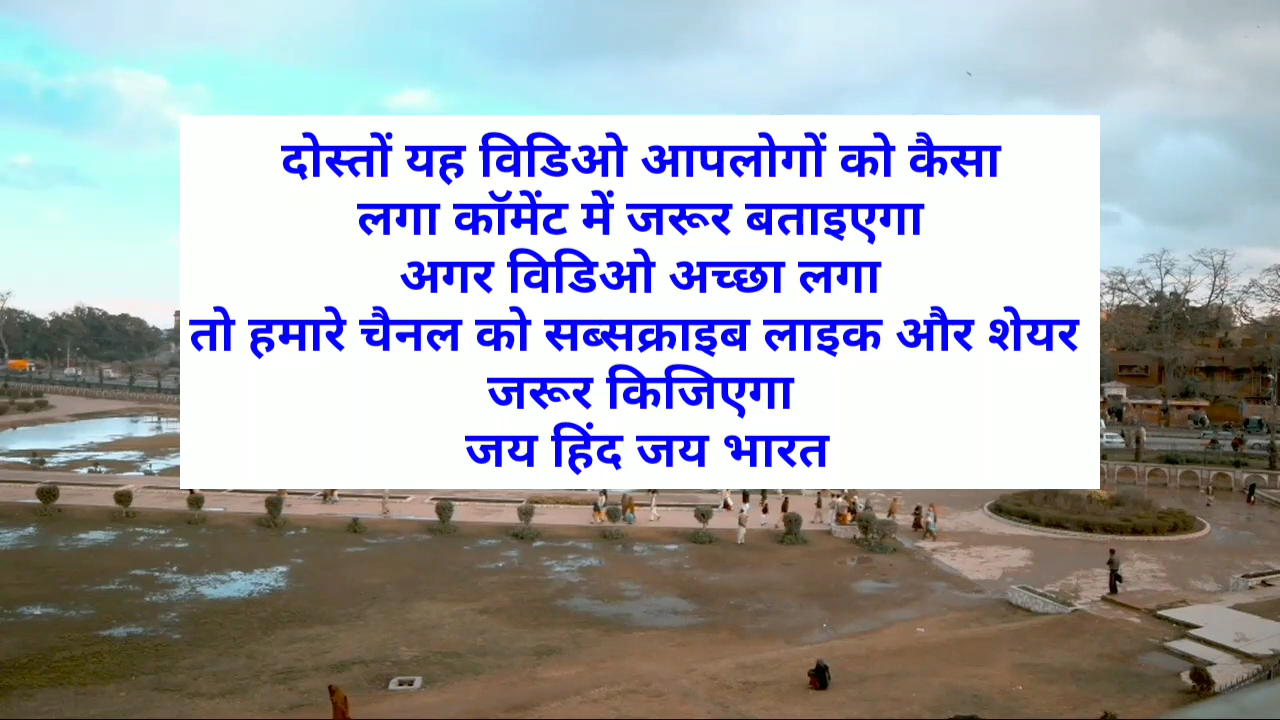 दोस्तों यह विडिओ आपलोगों को कैसा
लगा कॉमेंट में जरूर बताइएगा
अगर विडिओ अच्छा लगा
तो हमारे चैनल को सब्सक्राइब लाइक और शेयर
जरूर किजिएगा
जय हिंद जय भारत